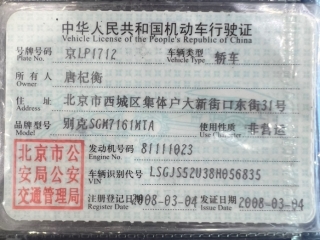 中华人民共和国机动车行驶证
Vehicle License of the People's Republic of China
号牌号码 京LP1712 车辆类型 轿车
Plate No. Vehicle Type
所有人 唐杞衡
Owner
住址 北京市西城区集体户大新街口东街31号
Address
品牌型号 别克SGM7161MTA 使用性质 非营运
Model Use Character
北京市公安局公安交通管理局
发动机号码 81111023
Engine No.
车辆识别代号 LSGJS52U38H056835
VIN
注册登记日期 2008-03-04 发证日期 2008-03-04
Register Date Issue Date